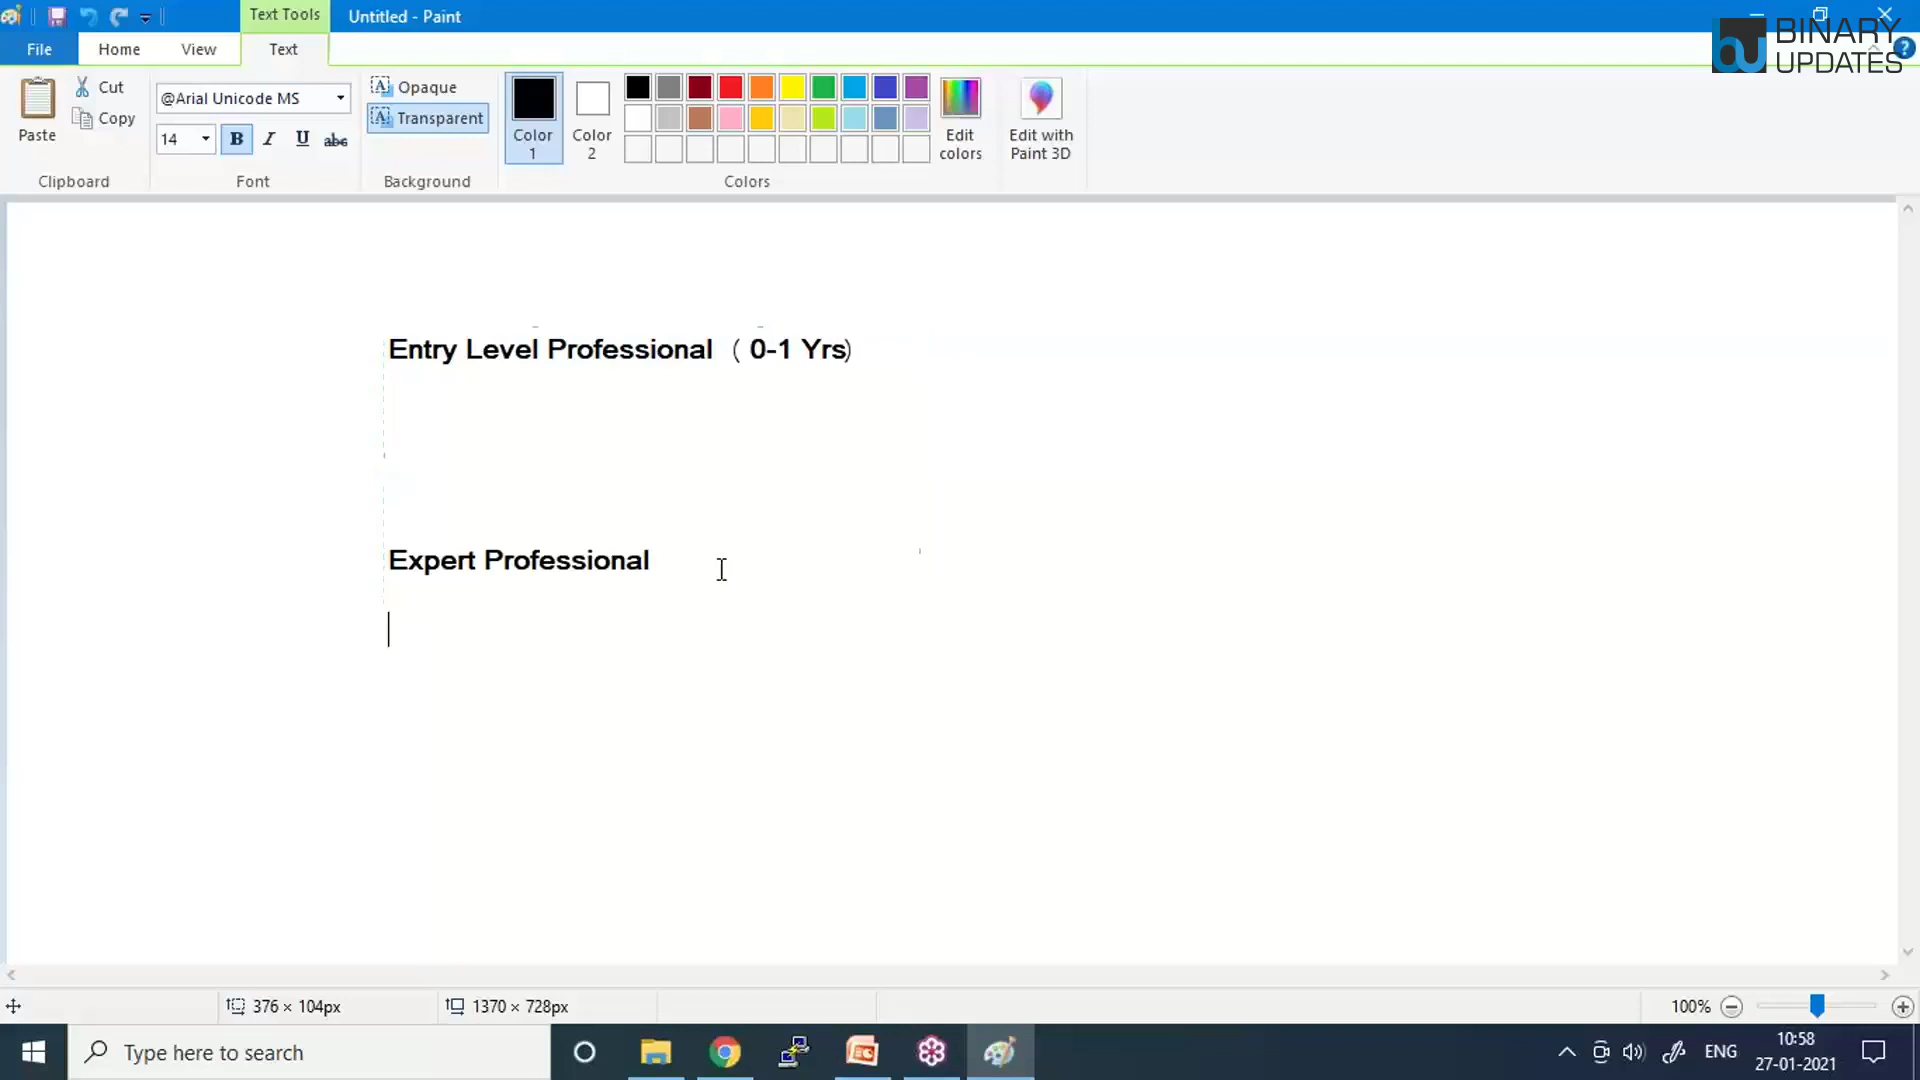 Text Tools
Untitled - Paint
BINARY
UPDATES
File
Home
View
Text
?
Paste
Cut
Copy
Clipboard
@Arial Unicode MS
14
B
I
U
abc
Font
A Opaque
A Transparent
Background
Color
1
Color
2
Edit
colors
Edit with
Paint 3D
Colors
Entry Level Professional ( 0-1 Yrs)
Expert Professional
376 × 104px
1370 × 728px
100%
Type here to search
ENG
10:58
27-01-2021